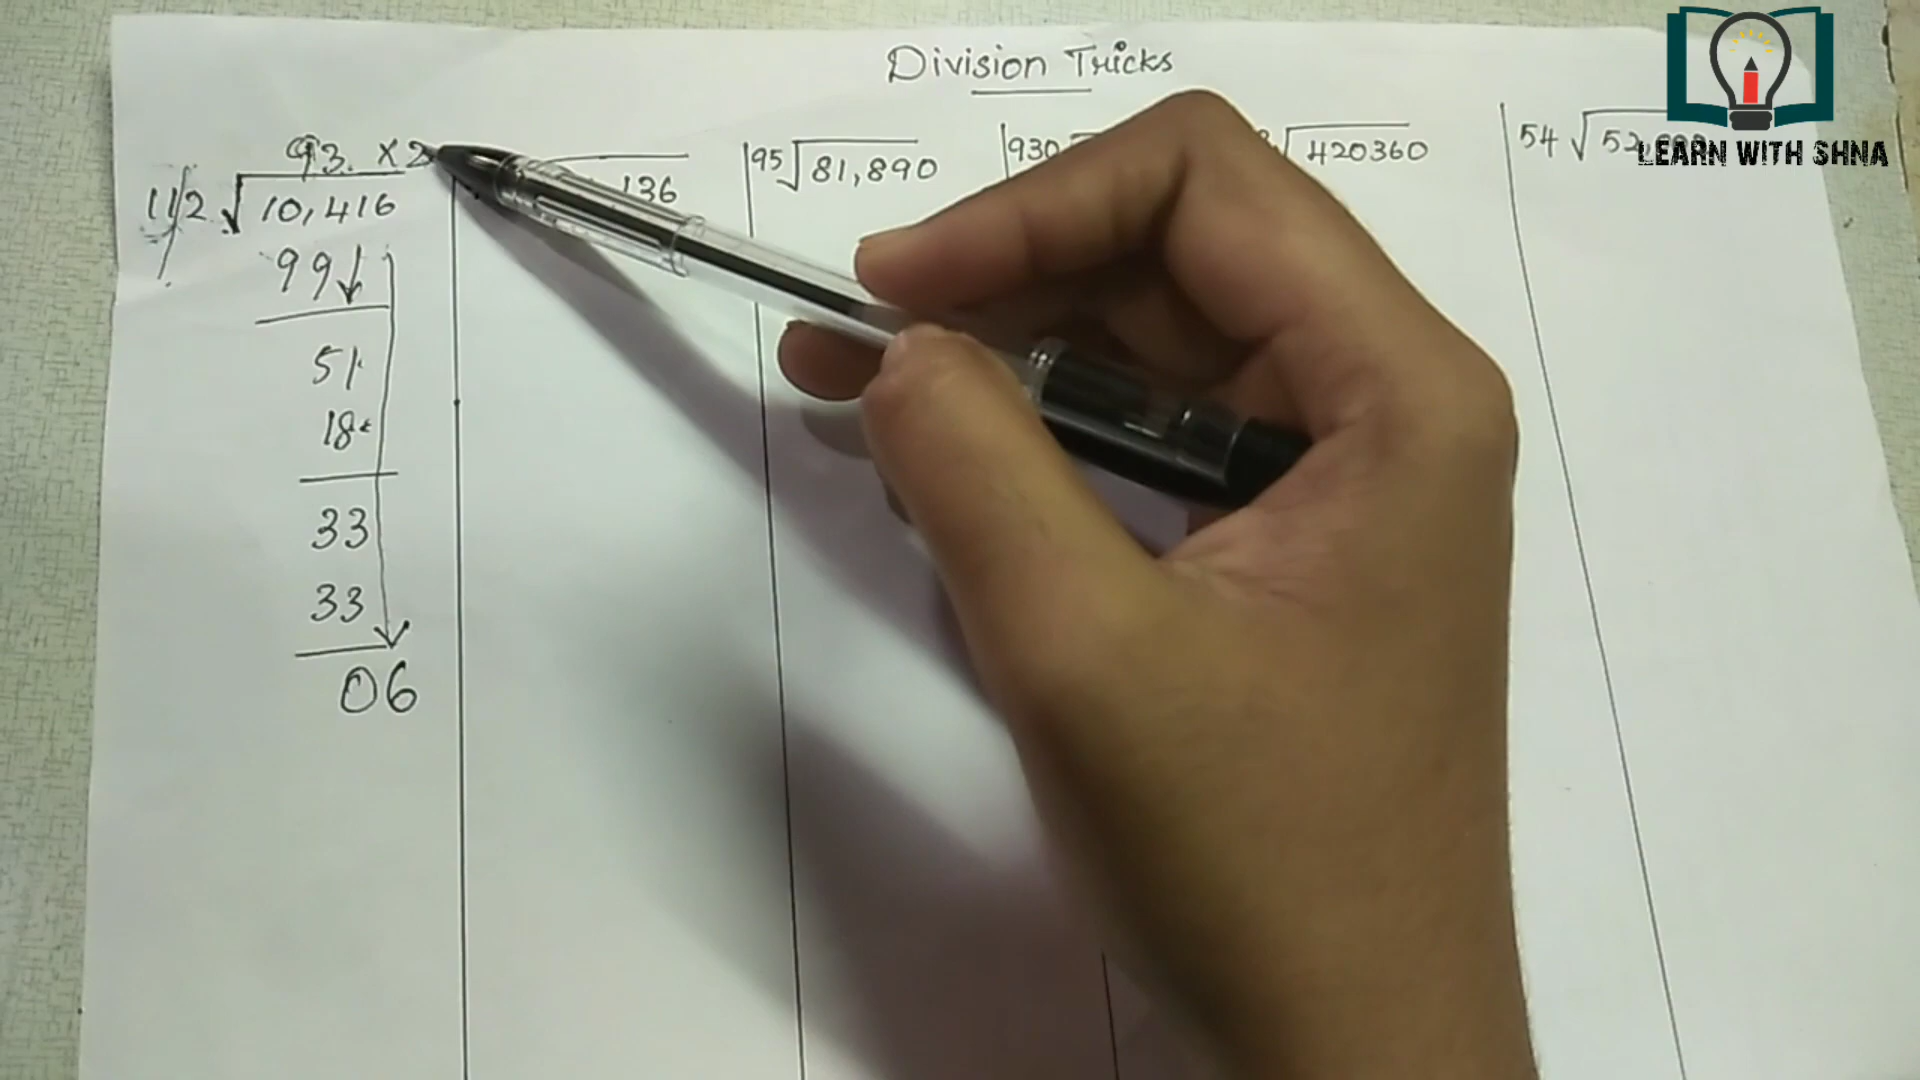 Division Tricks
LEARN WITH SHNA
93. X2
112 √ 10,416
99
51
18
33
33
06
136
95 √ 81,890
930
420360
54 √